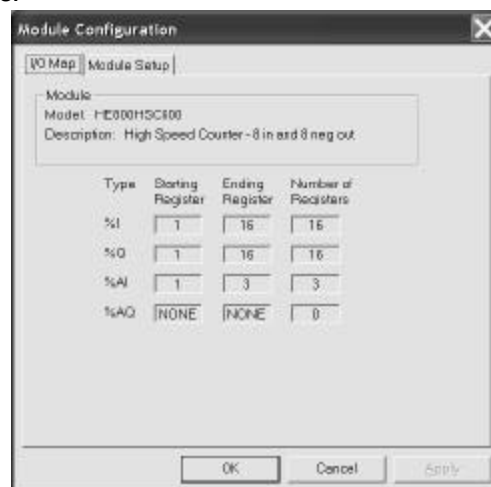 Module Configuration
I/O Map Module Setup
Module
Model: HE800HSC600
Description: High Speed Counter - 8 in and 8 neg out
Type Starting Register Ending Register Number of Registers
%I 1 16 16
%Q 1 16 16
%AI 1 3 3
%AQ NONE NONE 0
OK Cancel Apply